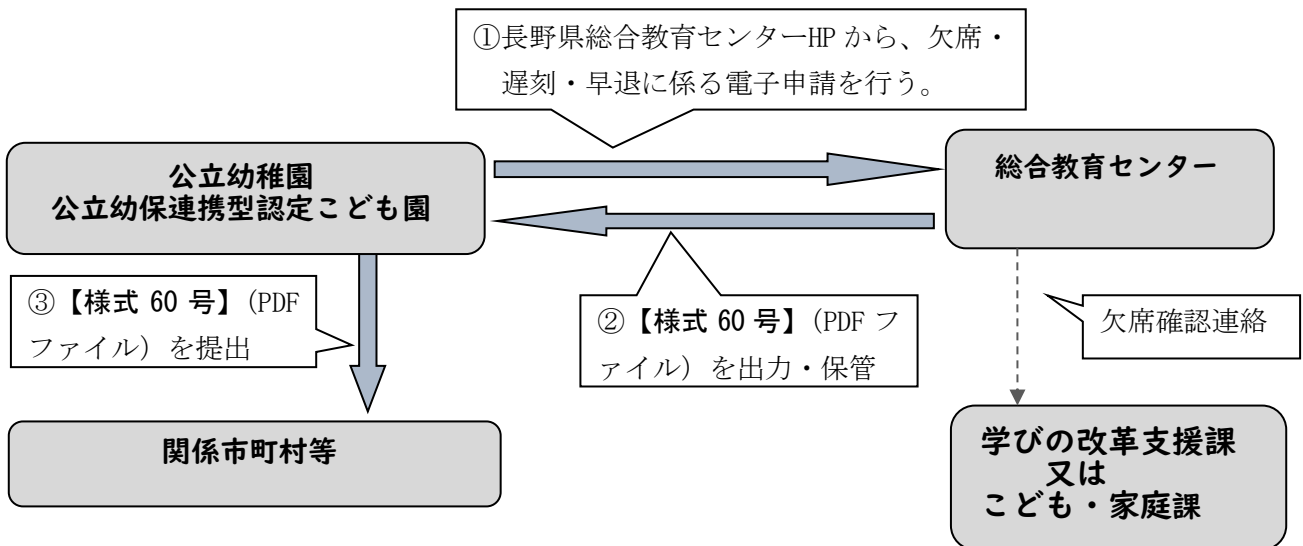 ①長野県総合教育センターHP から、欠席・
遅刻・早退に係る電子申請を行う。
公立幼稚園
公立幼保連携型認定こども園
総合教育センター
③【様式 60 号】（PDF
ファイル）を提出
②【様式 60 号】（PDF フ
ァイル）を出力・保管
欠席確認連絡
関係市町村等
学びの改革支援課
又は
こども・家庭課